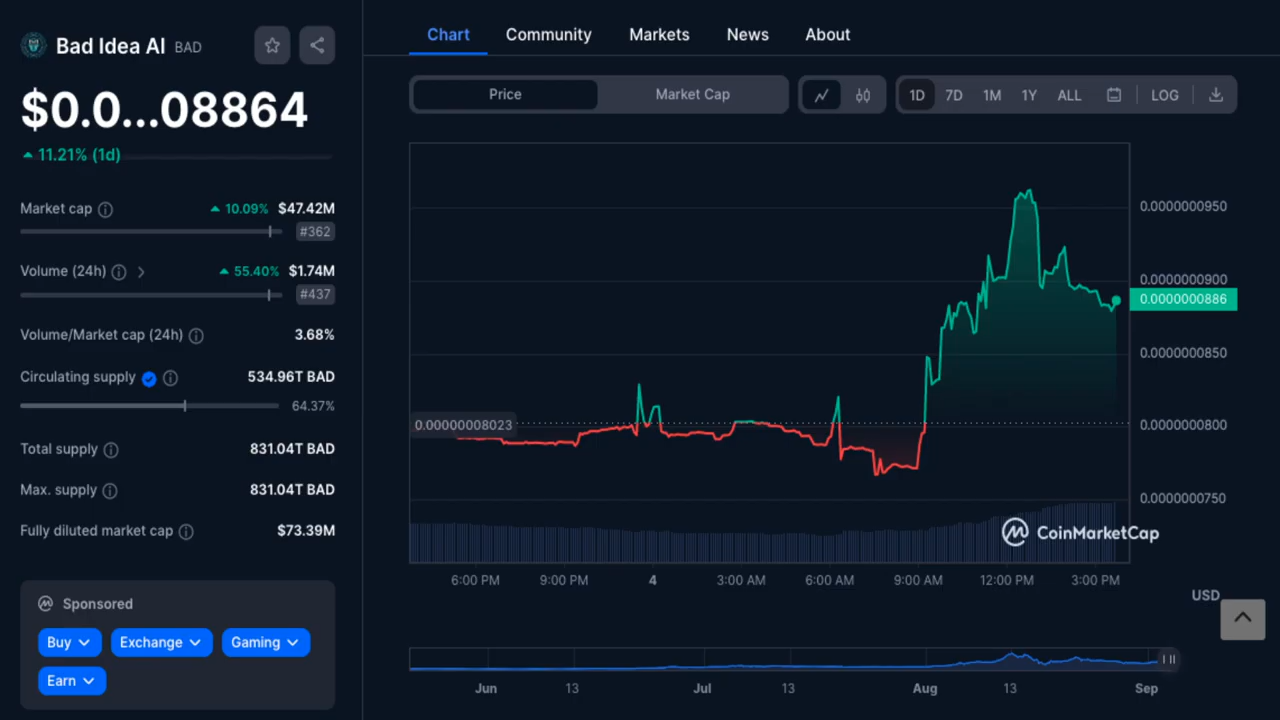 Bad Idea AI BAD
$0.0...08864
11.21% (1d)
Market cap 10.09% $47.42M
#362
Volume (24h) 55.40% $1.74M
#437
Volume/Market cap (24h) 3.68%
Circulating supply 534.96T BAD
64.37%
Total supply 831.04T BAD
Max. supply 831.04T BAD
Fully diluted market cap $73.39M
Sponsored
Buy Exchange Gaming
Earn
Chart Community Markets News About
Price Market Cap 1D 7D 1M 1Y ALL LOG
0.0000000950
0.0000000900
0.0000000886
0.0000000850
0.00000008023
0.0000000800
0.0000000750
CoinMarketCap
6:00 PM 9:00 PM 4 3:00 AM 6:00 AM 9:00 AM 12:00 PM 3:00 PM
USD
Jun 13 Jul 13 Aug 13 Sep